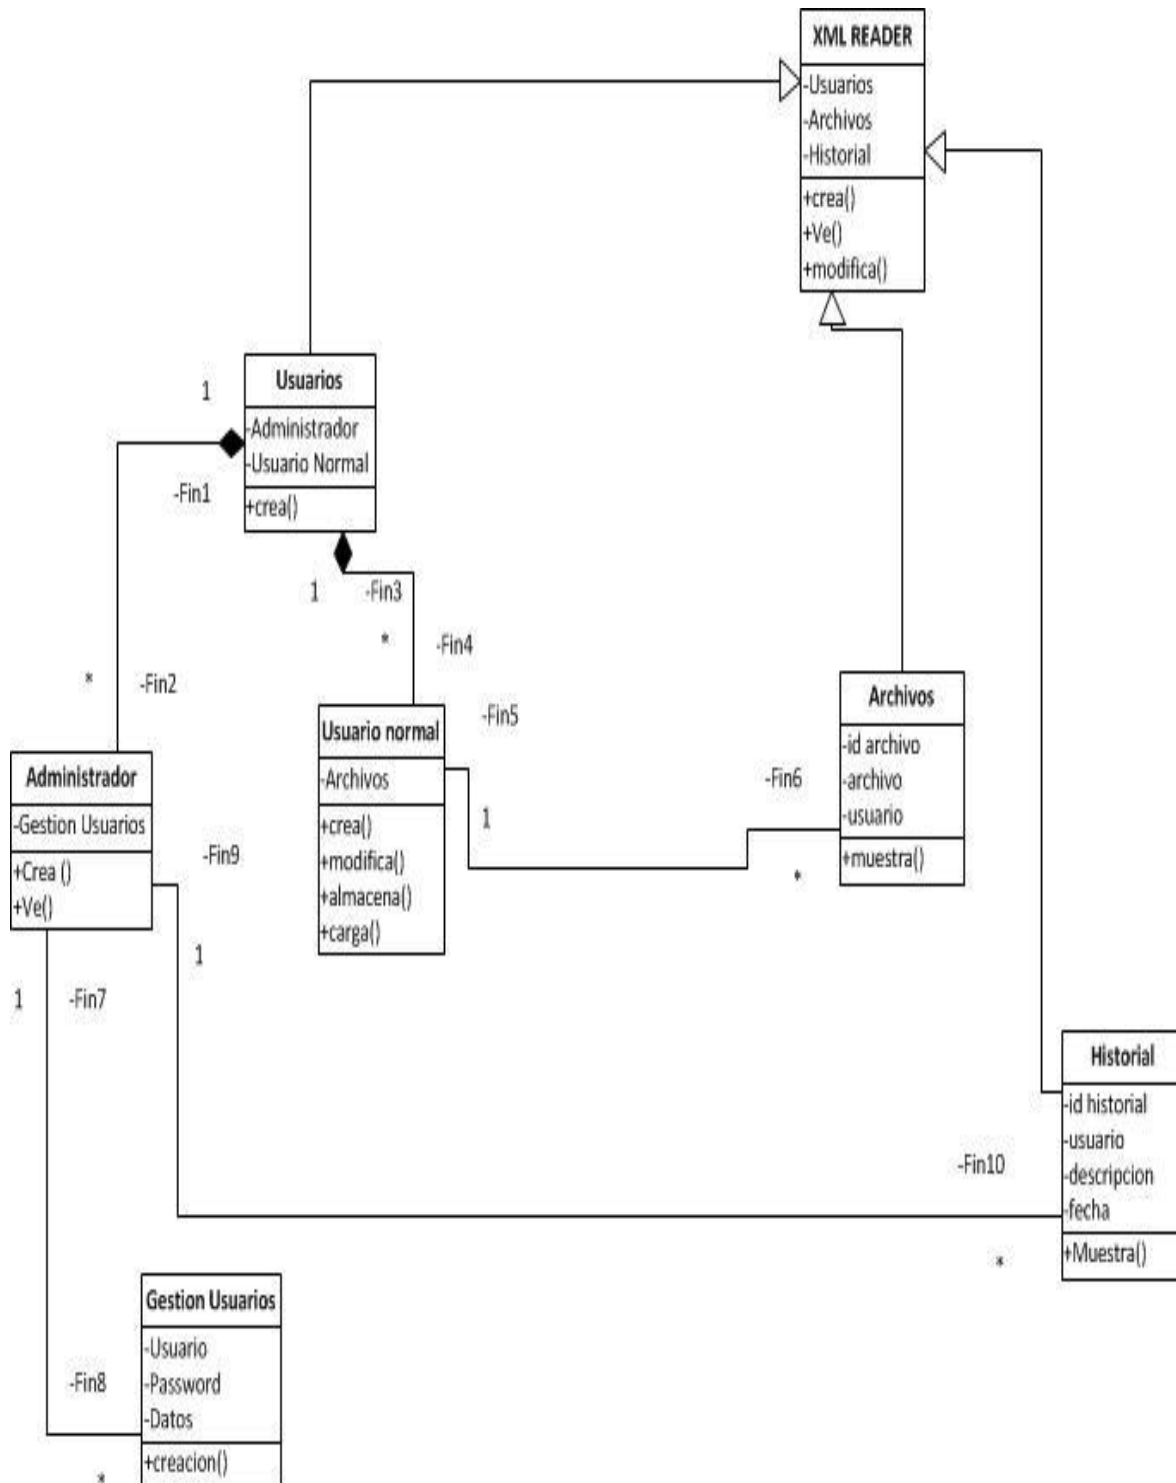 XML READER
-Usuarios
-Archivos
-Historial
+crea()
+Ve()
+modifica()
Usuarios
-Administrador
-Usuario Normal
+crea()
1
-Fin1
1
-Fin3
*
-Fin4
*
-Fin2
Usuario normal
-Archivos
+crea()
+modifica()
+almacena()
+carga()
-Fin5
1
-Fin6
*
Archivos
-id archivo
-archivo
-usuario
+muestra()
Administrador
-Gestion Usuarios
+Crea ()
+Ve()
-Fin9
1
1
-Fin7
Historial
-id historial
-usuario
-descripcion
-fecha
+Muestra()
-Fin10
*
Gestion Usuarios
-Usuario
-Password
-Datos
+creacion()
-Fin8
*